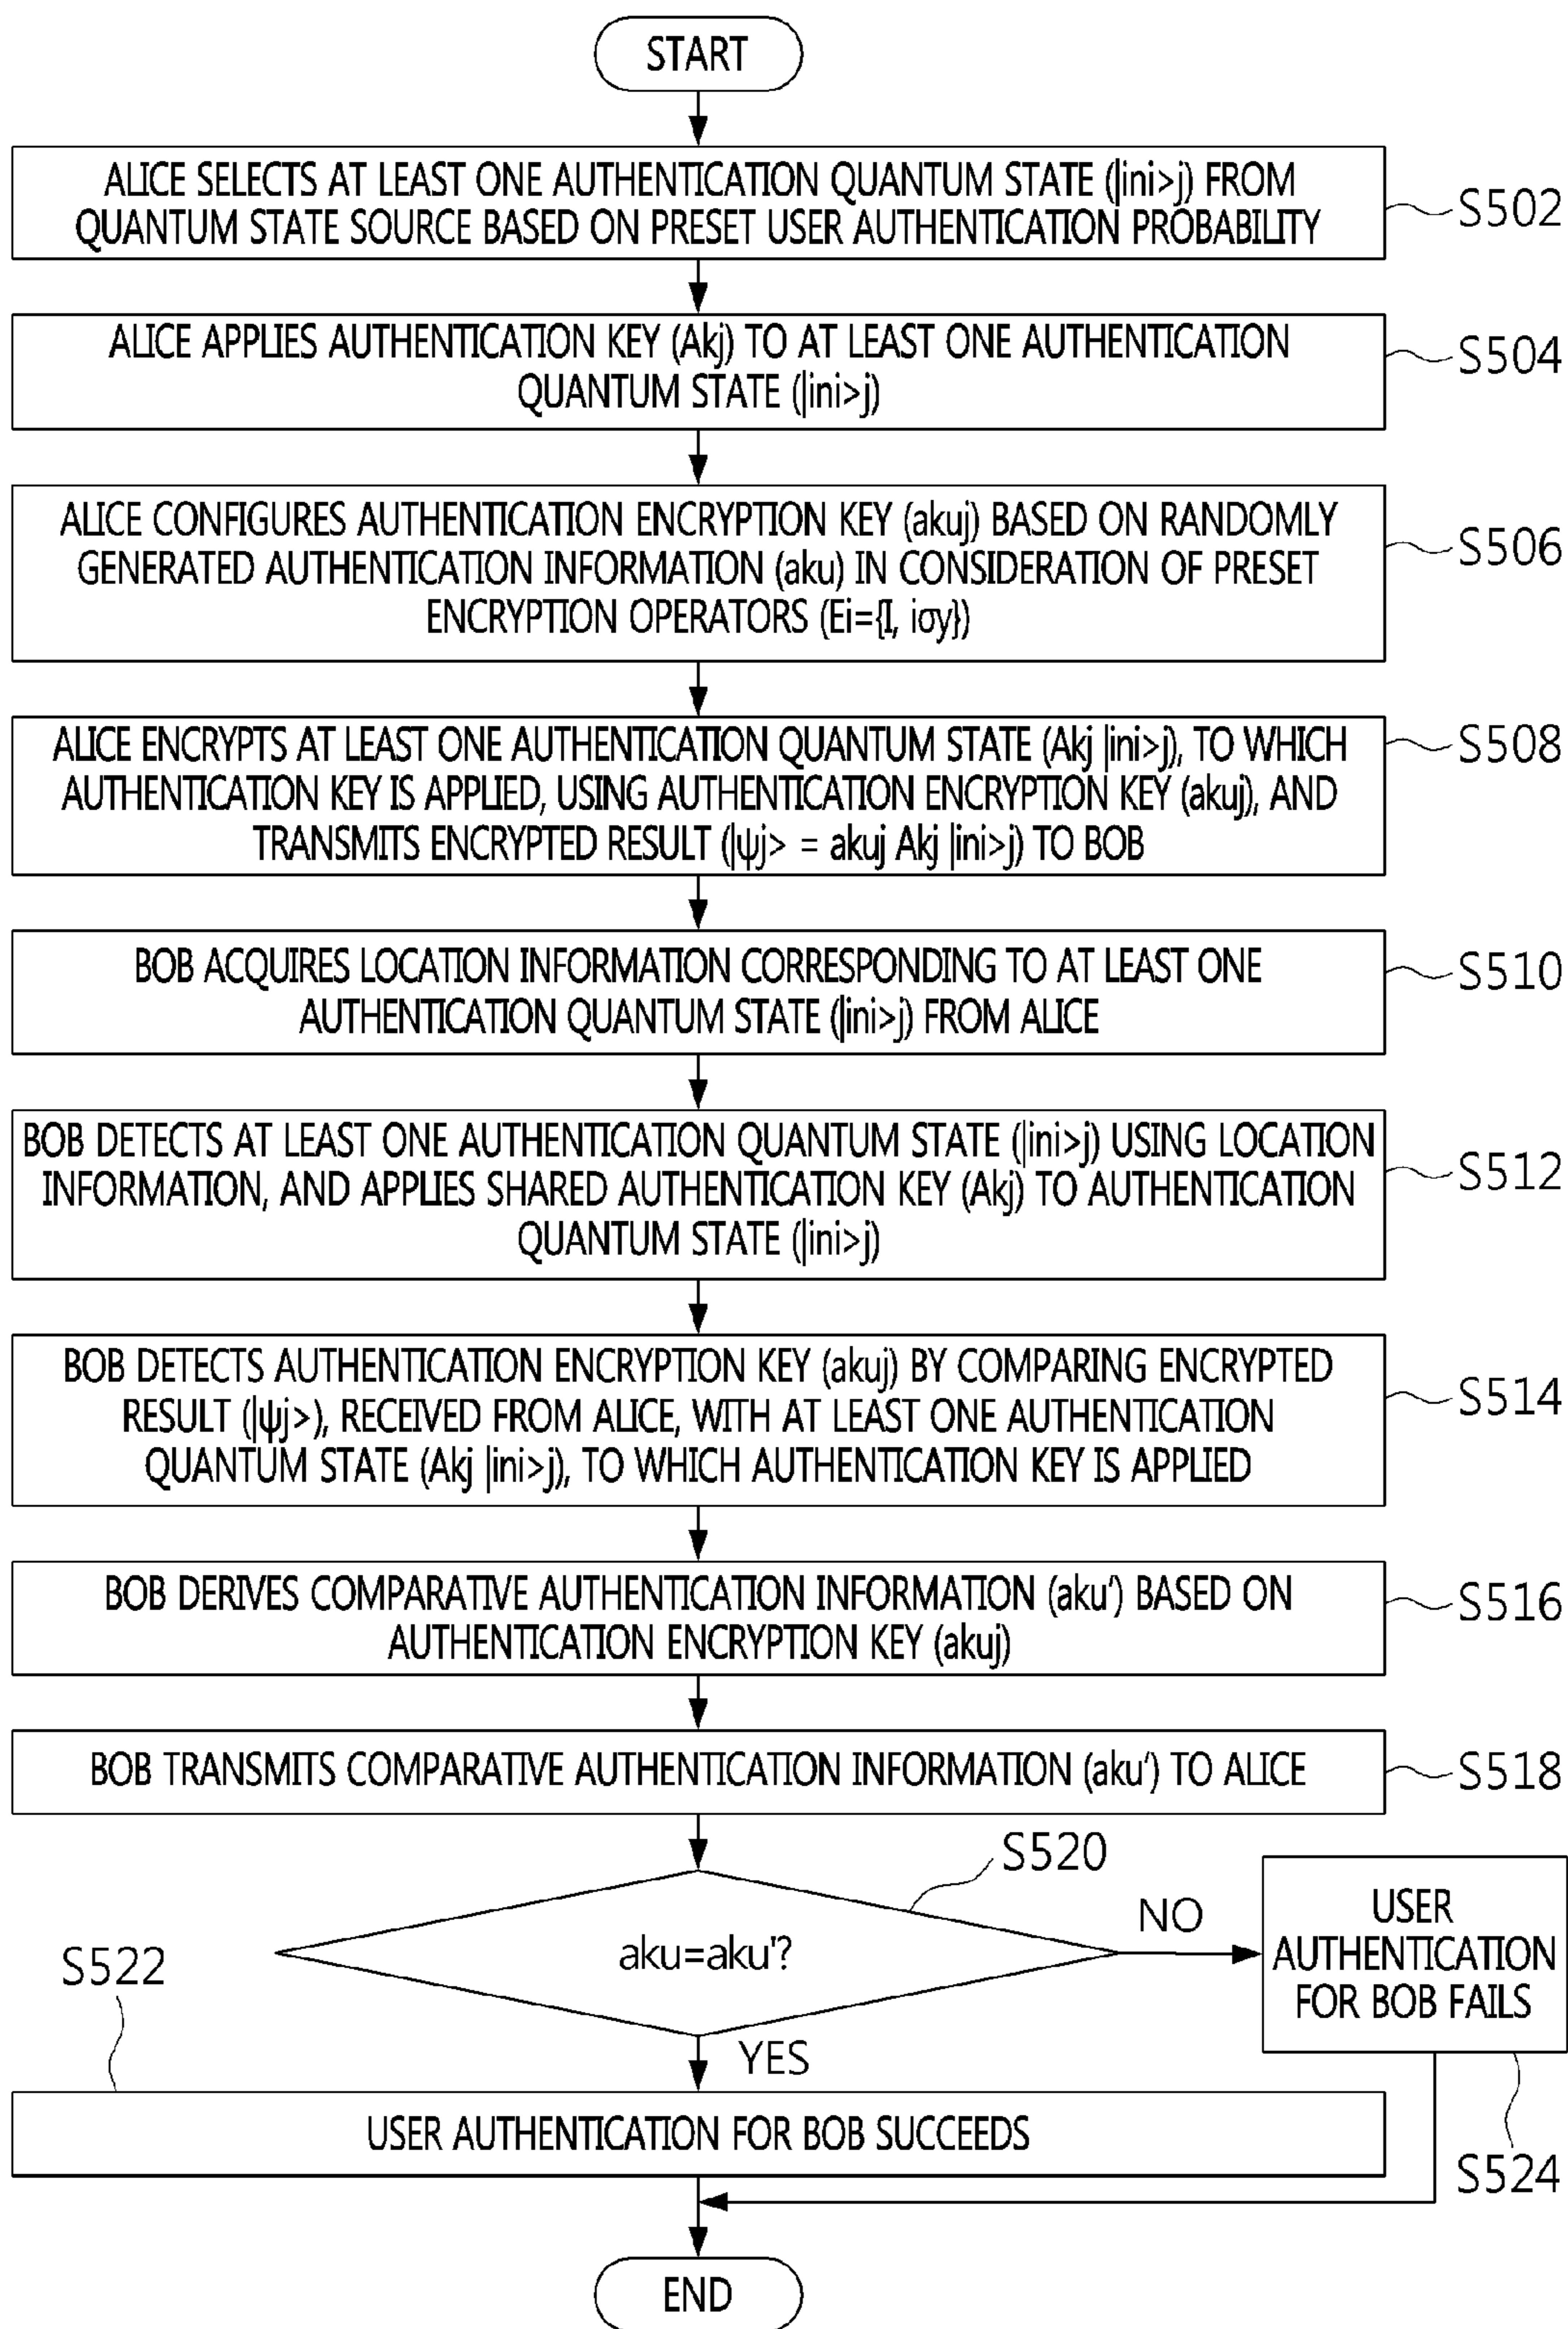 START
ALICE SELECTS AT LEAST ONE AUTHENTICATION QUANTUM STATE (|ini>j) FROM
QUANTUM STATE SOURCE BASED ON PRESET USER AUTHENTICATION PROBABILITY
S502
ALICE APPLIES AUTHENTICATION KEY (Akj) TO AT LEAST ONE AUTHENTICATION
QUANTUM STATE (|ini>j)
S504
ALICE CONFIGURES AUTHENTICATION ENCRYPTION KEY (akuj) BASED ON RANDOMLY
GENERATED AUTHENTICATION INFORMATION (aku) IN CONSIDERATION OF PRESET
ENCRYPTION OPERATORS (Ei={I, iσy})
S506
ALICE ENCRYPTS AT LEAST ONE AUTHENTICATION QUANTUM STATE (Akj |ini>j), TO WHICH
AUTHENTICATION KEY IS APPLIED, USING AUTHENTICATION ENCRYPTION KEY (akuj), AND
TRANSMITS ENCRYPTED RESULT (|ψj> = akuj Akj |ini>j) TO BOB
S508
BOB ACQUIRES LOCATION INFORMATION CORRESPONDING TO AT LEAST ONE
AUTHENTICATION QUANTUM STATE (|ini>j) FROM ALICE
S510
BOB DETECTS AT LEAST ONE AUTHENTICATION QUANTUM STATE (|ini>j) USING LOCATION
INFORMATION, AND APPLIES SHARED AUTHENTICATION KEY (Akj) TO AUTHENTICATION
QUANTUM STATE (|ini>j)
S512
BOB DETECTS AUTHENTICATION ENCRYPTION KEY (akuj) BY COMPARING ENCRYPTED
RESULT (|ψj>), RECEIVED FROM ALICE, WITH AT LEAST ONE AUTHENTICATION
QUANTUM STATE (Akj |ini>j), TO WHICH AUTHENTICATION KEY IS APPLIED
S514
BOB DERIVES COMPARATIVE AUTHENTICATION INFORMATION (aku') BASED ON
AUTHENTICATION ENCRYPTION KEY (akuj)
S516
BOB TRANSMITS COMPARATIVE AUTHENTICATION INFORMATION (aku') TO ALICE
S518
S520
aku=aku'?
NO
USER
AUTHENTICATION
FOR BOB FAILS
S522
YES
USER AUTHENTICATION FOR BOB SUCCEEDS
S524
END